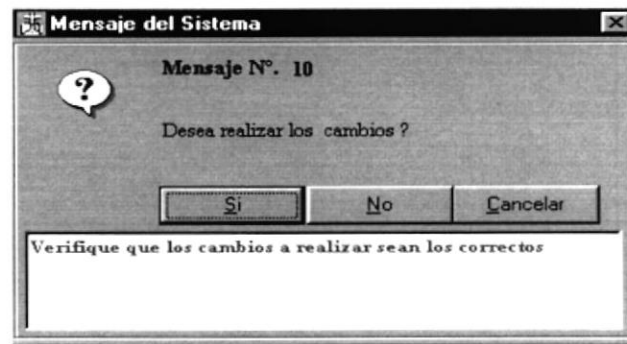 Mensaje del Sistema
Mensaje N°. 10
?
Desea realizar los cambios ?
Si
No
Cancelar
Verifique que los cambios a realizar sean los correctos